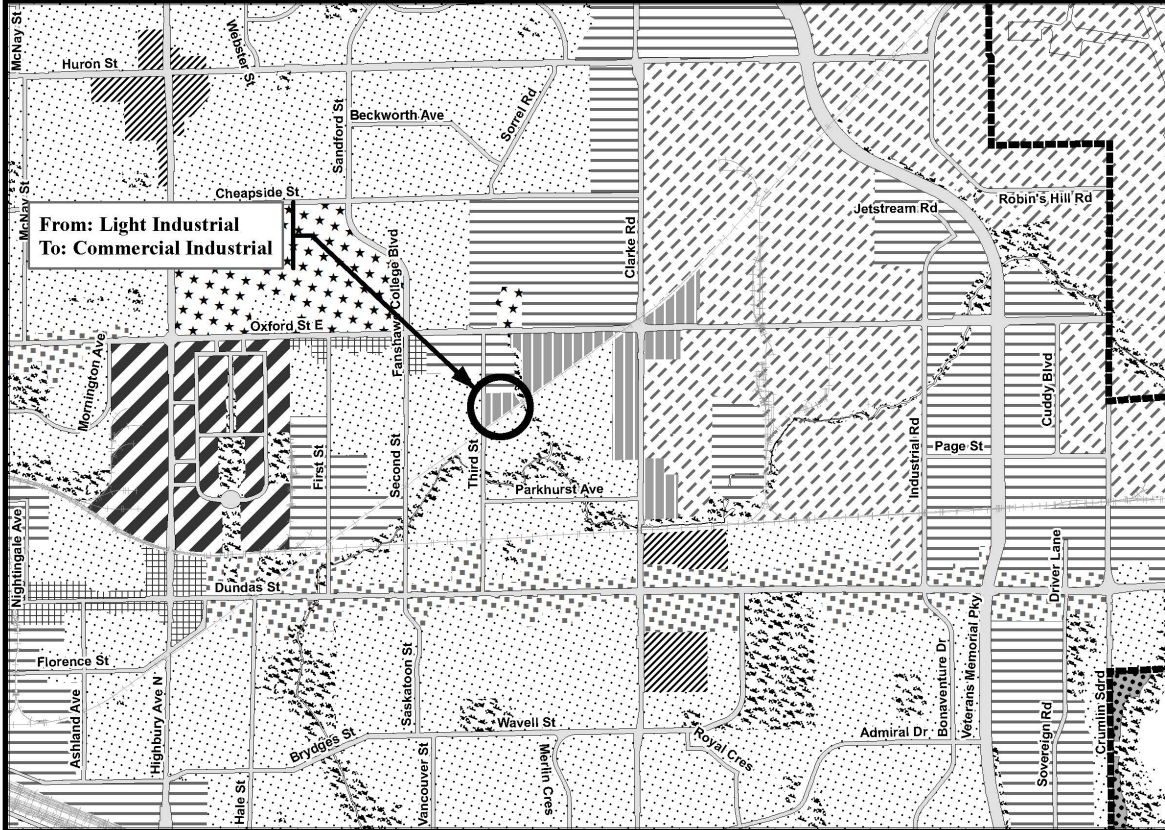 McNay St
Huron St
Webster St
Sandford St
Beckworth Ave
Sorrel Rd
McNay St
Cheapside St
From: Light Industrial
To: Commercial Industrial
Fanshawe College Blvd
Clarke Rd
Jetstream Rd
Robin's Hill Rd
Oxford St E
Mornington Ave
First St
Second St
Third St
Industrial Rd
Cuddy Blvd
Page St
Parkhurst Ave
Nightingale Ave
Dundas St
Driver Lane
Florence St
Ashland Ave
Highbury Ave N
Hale St
Brydges St
Saskatoon St
Vancouver St
Wavell St
Merlin Cres
Royal Cres
Admiral Dr
Bonaventure Dr
Veterans Memorial Pky
Sovereign Rd
Crumlin Sdrd